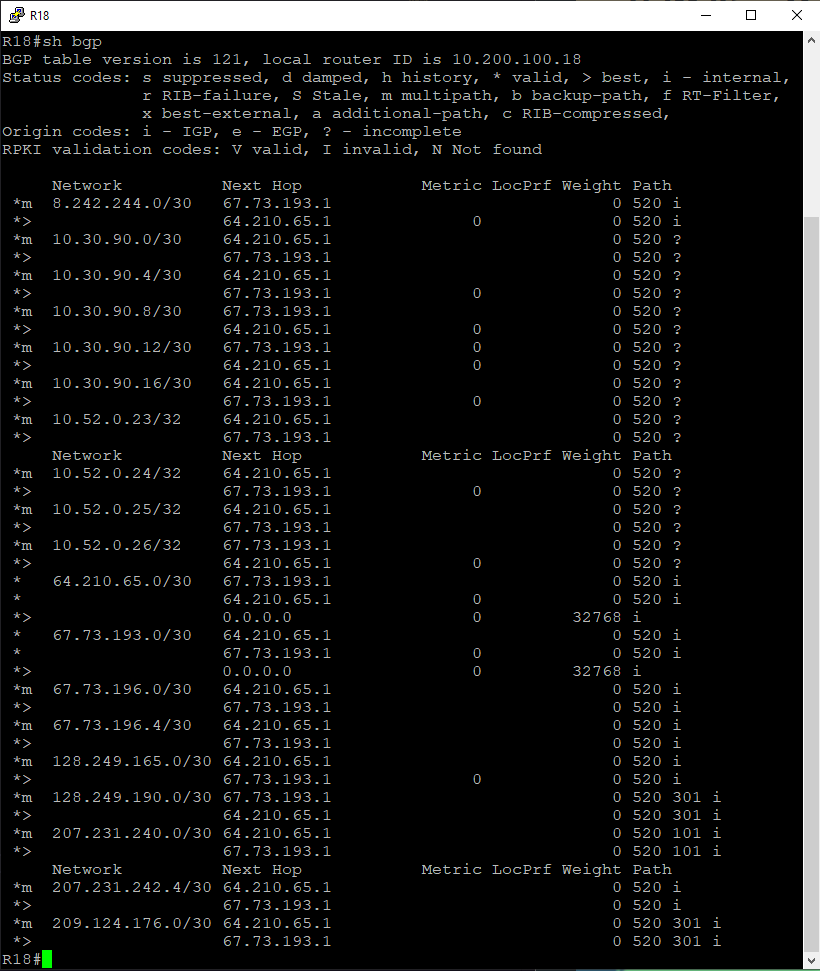 R18
R18#sh bgp
BGP table version is 121, local router ID is 10.200.100.18
Status codes: s suppressed, d damped, h history, * valid, > best, i - internal,
              r RIB-failure, S Stale, m multipath, b backup-path, f RT-Filter,
              x best-external, a additional-path, c RIB-compressed,
Origin codes: i - IGP, e - EGP, ? - incomplete
RPKI validation codes: V valid, I invalid, N Not found

     Network          Next Hop            Metric LocPrf Weight Path
 *m  8.242.244.0/30   67.73.193.1                            0 520 i
 *>                   64.210.65.1              0             0 520 i
 *m  10.30.90.0/30    64.210.65.1                            0 520 ?
 *>                   67.73.193.1                            0 520 ?
 *m  10.30.90.4/30    64.210.65.1                            0 520 ?
 *>                   67.73.193.1              0             0 520 ?
 *m  10.30.90.8/30    67.73.193.1                            0 520 ?
 *>                   64.210.65.1              0             0 520 ?
 *m  10.30.90.12/30   67.73.193.1              0             0 520 ?
 *>                   64.210.65.1              0             0 520 ?
 *m  10.30.90.16/30   64.210.65.1                            0 520 ?
 *>                   67.73.193.1              0             0 520 ?
 *m  10.52.0.23/32    64.210.65.1                            0 520 ?
 *>                   67.73.193.1                            0 520 ?
     Network          Next Hop            Metric LocPrf Weight Path
 *m  10.52.0.24/32    64.210.65.1                            0 520 ?
 *>                   67.73.193.1              0             0 520 ?
 *m  10.52.0.25/32    64.210.65.1                            0 520 ?
 *>                   67.73.193.1                            0 520 ?
 *m  10.52.0.26/32    67.73.193.1                            0 520 ?
 *>                   64.210.65.1              0             0 520 ?
 *   64.210.65.0/30   67.73.193.1                            0 520 i
 *                    64.210.65.1              0             0 520 i
 *>                   0.0.0.0                  0         32768 i
 *   67.73.193.0/30   64.210.65.1                            0 520 i
 *                    67.73.193.1              0             0 520 i
 *>                   0.0.0.0                  0         32768 i
 *m  67.73.196.0/30   64.210.65.1                            0 520 i
 *>                   67.73.193.1                            0 520 i
 *m  67.73.196.4/30   64.210.65.1                            0 520 i
 *>                   67.73.193.1                            0 520 i
 *m  128.249.165.0/30 64.210.65.1                            0 520 i
 *>                   67.73.193.1              0             0 520 i
 *m  128.249.190.0/30 67.73.193.1                            0 520 301 i
 *>                   64.210.65.1                            0 520 301 i
 *m  207.231.240.0/30 64.210.65.1                            0 520 101 i
 *>                   67.73.193.1                            0 520 101 i
     Network          Next Hop            Metric LocPrf Weight Path
 *m  207.231.242.4/30 64.210.65.1                            0 520 i
 *>                   67.73.193.1                            0 520 i
 *m  209.124.176.0/30 64.210.65.1                            0 520 301 i
 *>                   67.73.193.1                            0 520 301 i
R18#